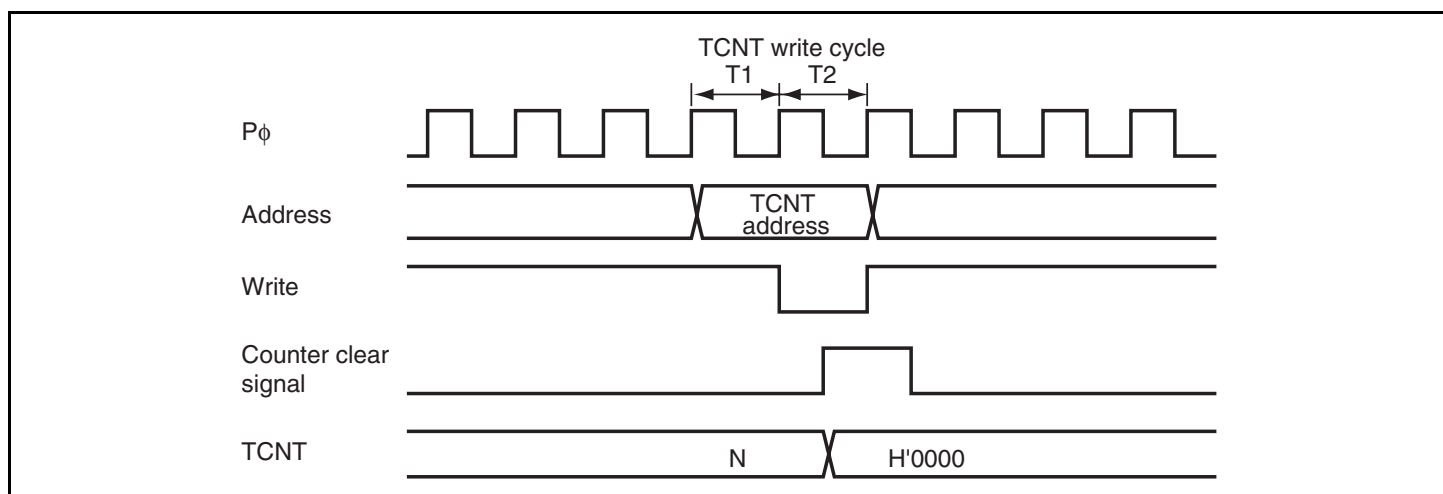 TCNT write cycle
T1 T2
Pϕ
Address
TCNT
address
Write
Counter clear
signal
TCNT
N
H'0000